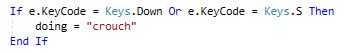 If e.KeyCode = Keys.Down Or e.KeyCode = Keys.S Then
    doing = "crouch"
End If